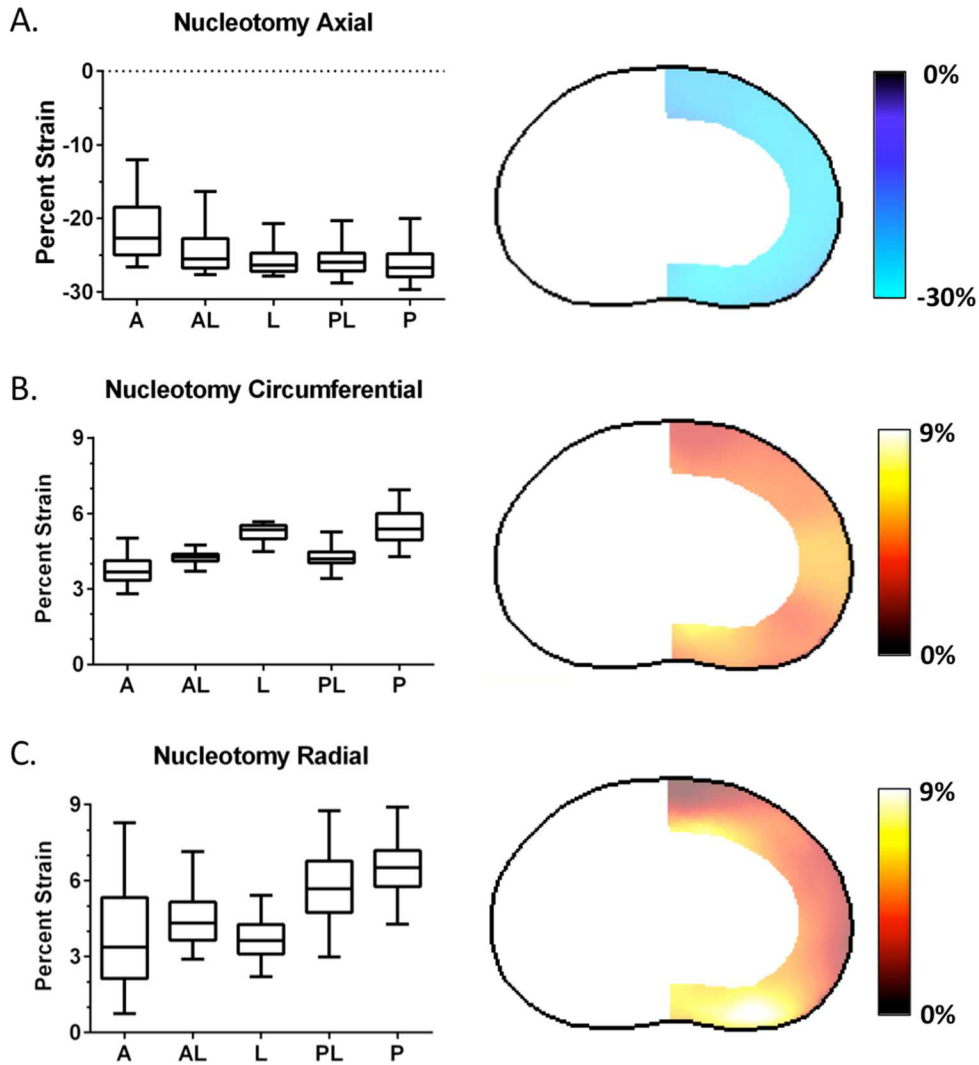 A.
Nucleotomy Axial
Percent Strain
0
-10
-20
-30
A AL L PL P
0%
-30%
B.
Nucleotomy Circumferential
Percent Strain
9
6
3
0
A AL L PL P
9%
0%
C.
Nucleotomy Radial
Percent Strain
9
6
3
0
A AL L PL P
9%
0%